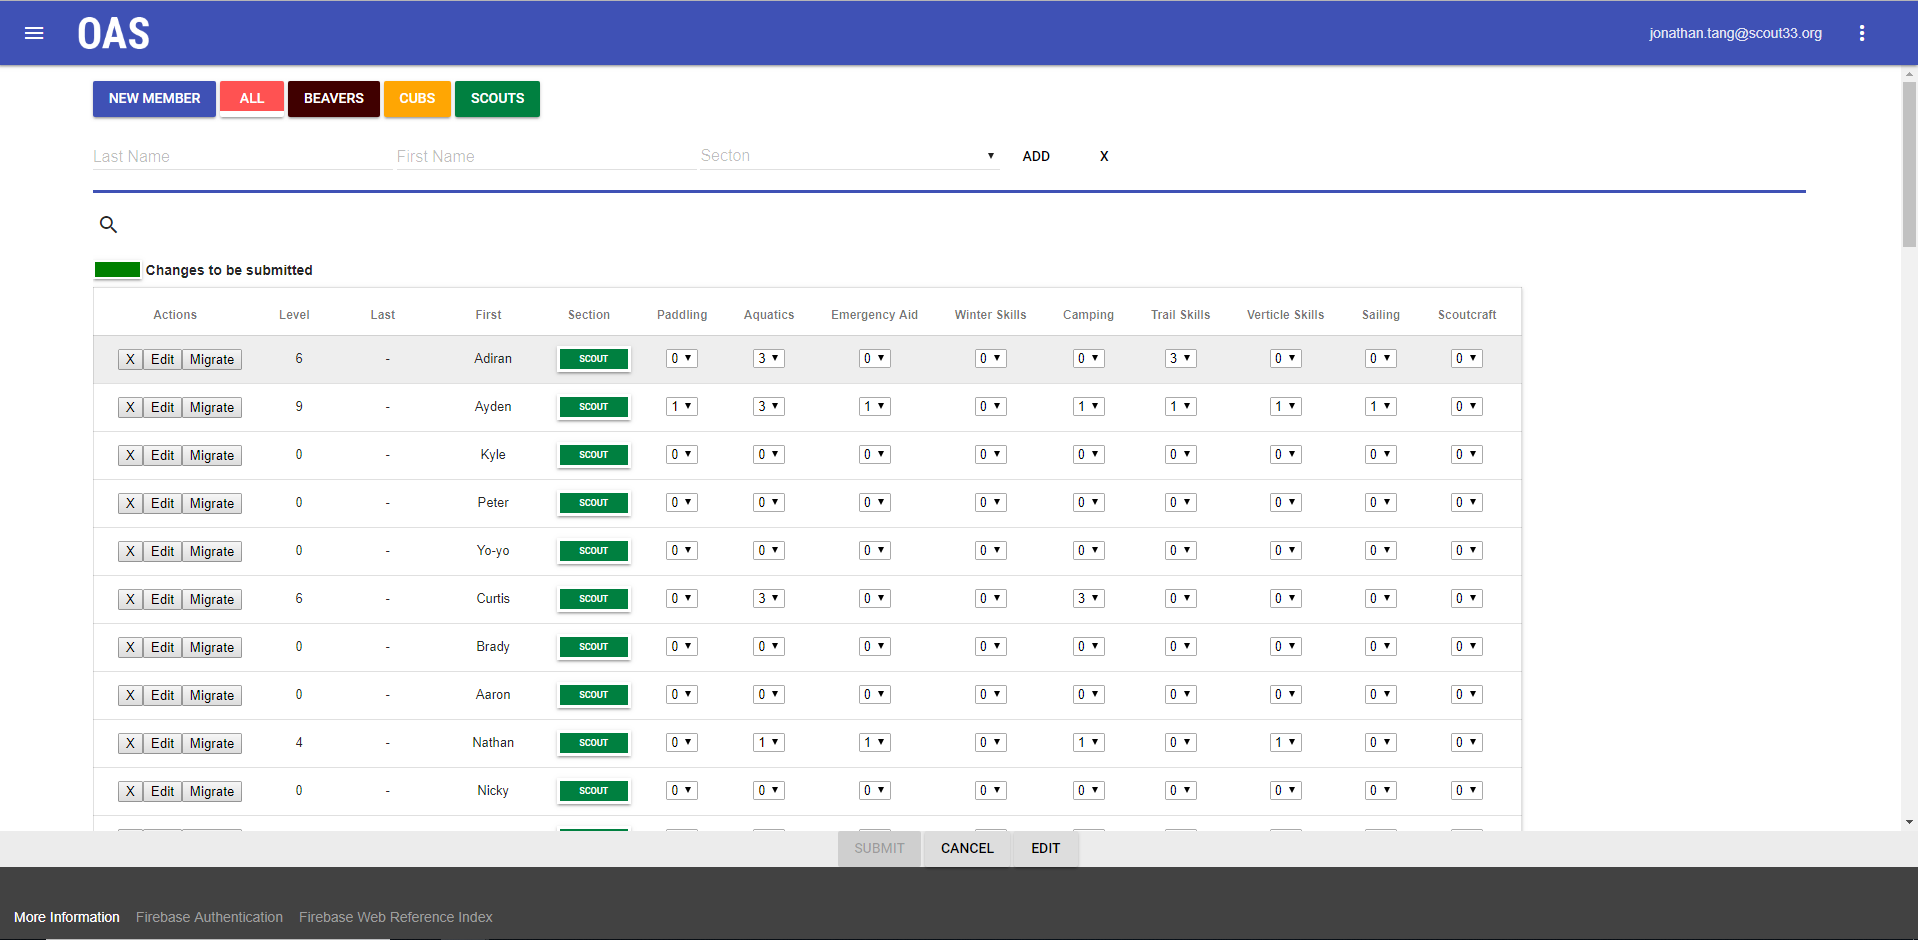 OAS
jonathan.tang@scout33.org
NEW MEMBER ALL BEAVERS CUBS SCOUTS
Last Name First Name Secton ADD X
Changes to be submitted
Actions Level Last First Section Paddling Aquatics Emergency Aid Winter Skills Camping Trail Skills Verticle Skills Sailing Scoutcraft
X Edit Migrate 6 - Adiran SCOUT 0 3 0 0 0 3 0 0 0
X Edit Migrate 9 - Ayden SCOUT 1 3 1 0 1 1 1 1 0
X Edit Migrate 0 - Kyle SCOUT 0 0 0 0 0 0 0 0 0
X Edit Migrate 0 - Peter SCOUT 0 0 0 0 0 0 0 0 0
X Edit Migrate 0 - Yo-yo SCOUT 0 0 0 0 0 0 0 0 0
X Edit Migrate 6 - Curtis SCOUT 0 3 0 0 3 0 0 0 0
X Edit Migrate 0 - Brady SCOUT 0 0 0 0 0 0 0 0 0
X Edit Migrate 0 - Aaron SCOUT 0 0 0 0 0 0 0 0 0
X Edit Migrate 4 - Nathan SCOUT 0 1 1 0 1 0 1 0 0
X Edit Migrate 0 - Nicky SCOUT 0 0 0 0 0 0 0 0 0
SUBMIT CANCEL EDIT
More Information Firebase Authentication Firebase Web Reference Index